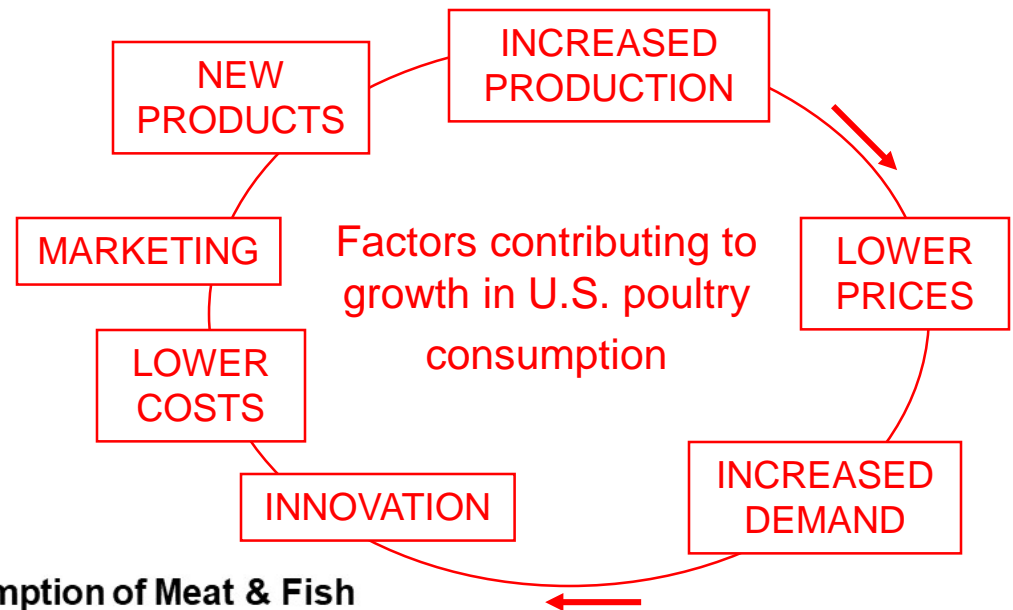 INCREASED
PRODUCTION
NEW
PRODUCTS
MARKETING
Factors contributing to
growth in U.S. poultry
consumption
LOWER
PRICES
LOWER
COSTS
INCREASED
DEMAND
INNOVATION
of Meat & Fish